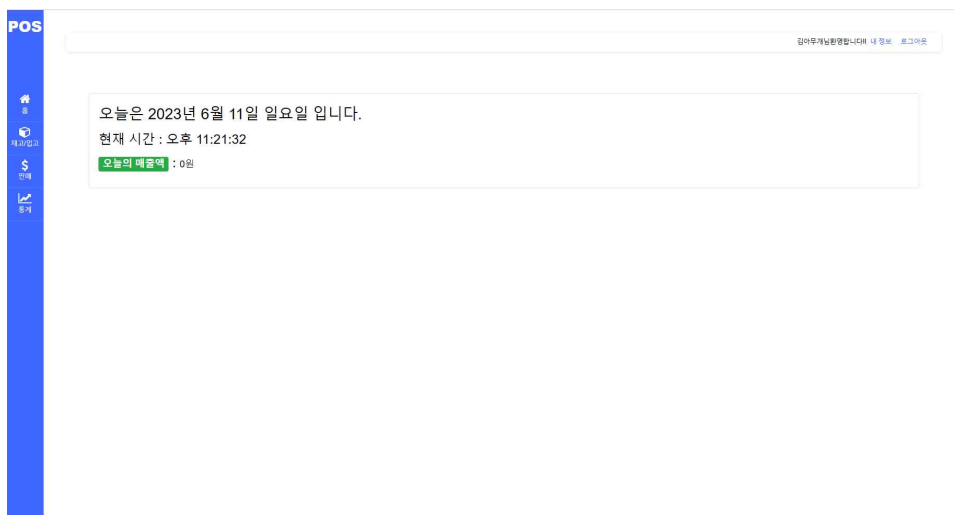 POS
김아무개님환영합니다!! 내 정보 로그아웃
홈
재고/입고
판매
통계
오늘은 2023년 6월 11일 일요일 입니다.
현재 시간 : 오후 11:21:32
오늘의 매출액 : 0원